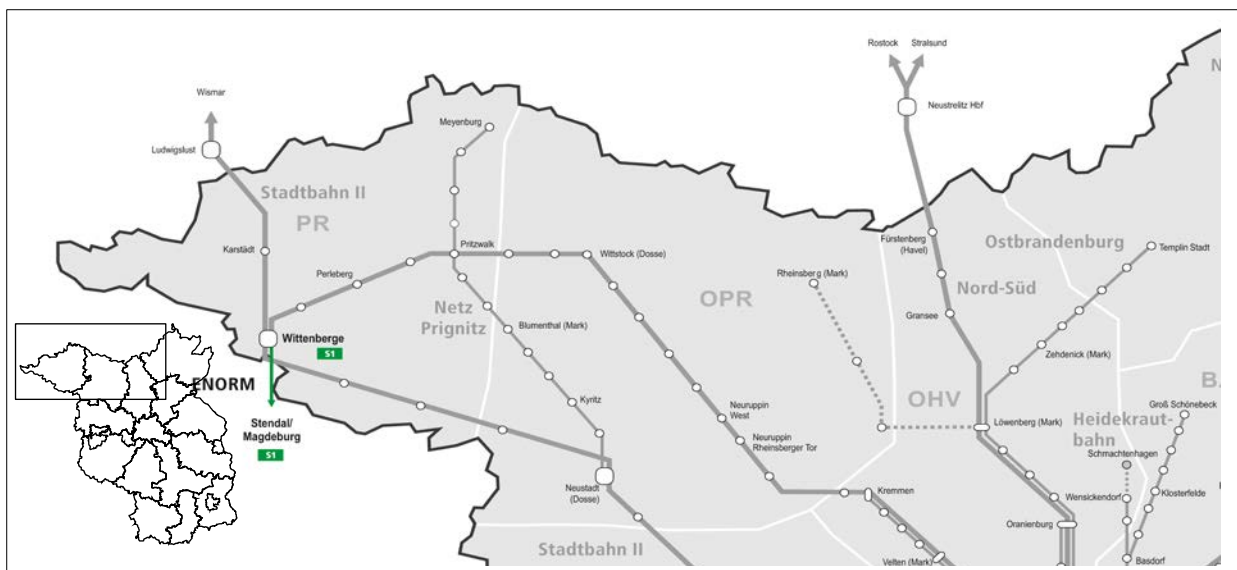 Rostock
Stralsund
Wismar
Neustrelitz Hbf
Meyenburg
Ludwigslust
Stadtbahn II
PR
Karstädt
Pritzwalk
Wittstock (Dosse)
Perleberg
Fürstenberg
(Havel)
Ostbrandenburg
Templin Stadt
Rheinsberg (Mark)
Nord-Süd
OPR
Netz
Prignitz
Blumenthal (Mark)
Gransee
Wittenberge
S1
Zehdenick (Mark)
ENORM
Kyritz
Neuruppin
West
OHV
Groß Schönebeck
Stendal/
Magdeburg
S1
Löwenberg (Mark)
Heidekraut-
bahn
Neuruppin
Rheinsberger Tor
Schmachtenhagen
Neustadt
(Dosse)
Kremmen
Wensickendorf
Klosterfelde
Oranienburg
Stadtbahn II
Velten (Mark)
Basdorf